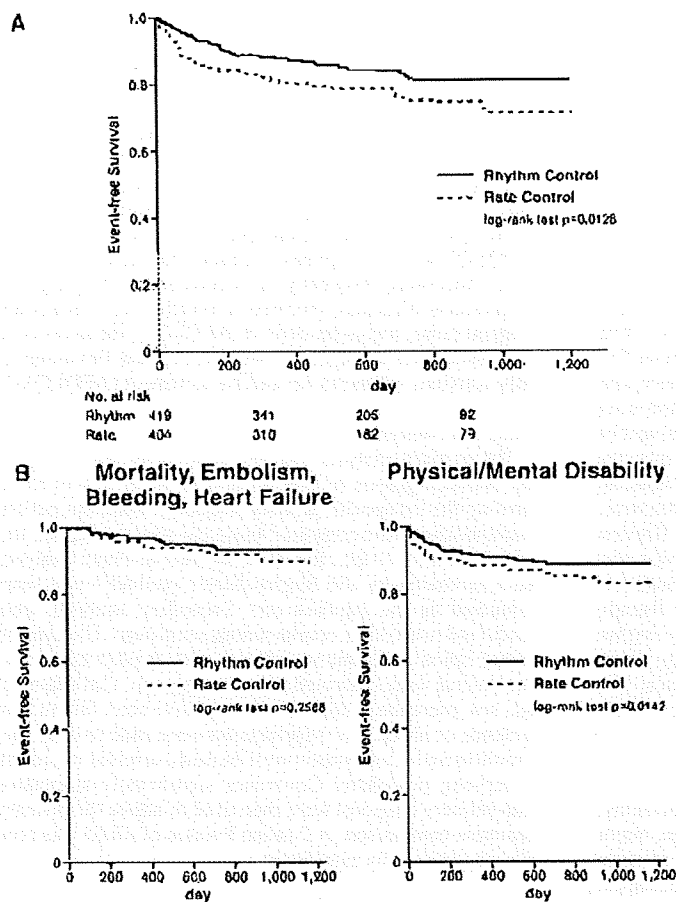 A
1.0
0.8
0.6
0.4
0.2
0
Event-free Survival
Rhythm Control
Rate Control
log-rank test p=0.0128
0 200 400 600 800 1,000 1,200
day
No. at risk
Rhythm 419 341 205 92
Rate 310 182 79
B Mortality, Embolism, Bleeding, Heart Failure
1.0
0.8
0.6
0.4
0.2
0
Event-free Survival
Rhythm Control
Rate Control
log-rank test
0 200 400 600 800 1,000 1,200
day
Physical/Mental Disability
1.0
0.8
0.6
0.4
0.2
0
Event-free Survival
Rhythm Control
Rate Control
log-rank test p=0.0142
0 200 400 600 800 1,000 1,200
day